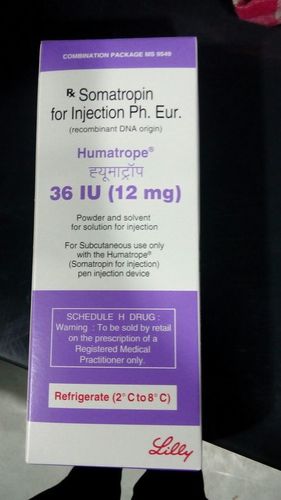 COMBINATION PACKAGE MS 9549
℞ Somatropin
for Injection Ph. Eur.
(recombinant DNA origin)
Humatrope®
ह्यूमाट्रॉप
36 IU (12 mg)
Powder and solvent
for solution for injection
For Subcutaneous use only
with the Humatrope®
(Somatropin for injection)
pen injection device
SCHEDULE H DRUG :
Warning : To be sold by retail
on the prescription of a
Registered Medical
Practitioner only.
Refrigerate (2°C to 8°C)
Lilly